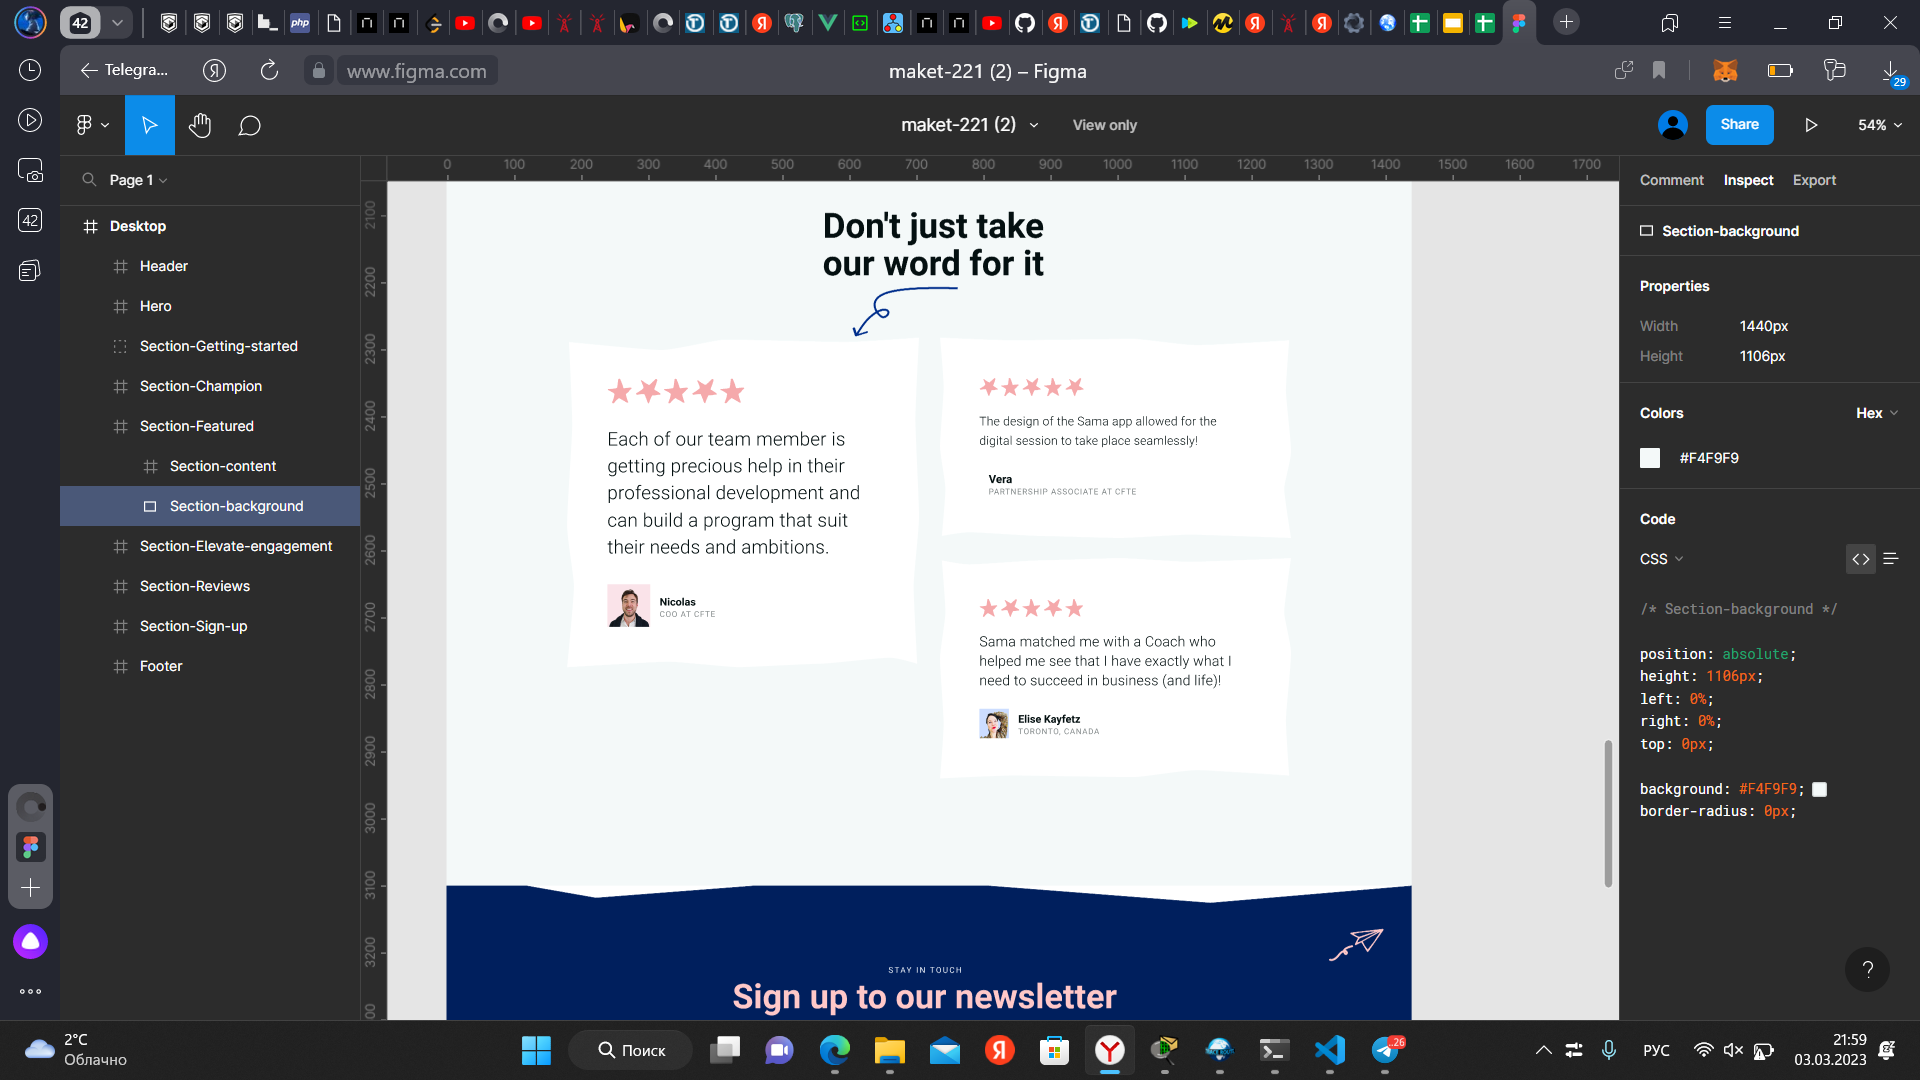 42
Telegra...
www.figma.com
maket-221 (2) – Figma
29
maket-221 (2)
View only
Share
54%
Page 1
Desktop
Header
Hero
Section-Getting-started
Section-Champion
Section-Featured
Section-content
Section-background
Section-Elevate-engagement
Section-Reviews
Section-Sign-up
Footer
42
0 100 200 300 400 500 600 700 800 900 1000 1100 1200 1300 1400 1500 1600 1700
2100
2200
2300
2400
2500
2600
2700
2800
2900
3000
3100
3200
Don't just take
our word for it
Each of our team member is
getting precious help in their
professional development and
can build a program that suit
their needs and ambitions.
Nicolas
COO AT CFTE
The design of the Sama app allowed for the
digital session to take place seamlessly!
Vera
PARTNERSHIP ASSOCIATE AT CFTE
Sama matched me with a Coach who
helped me see that I have exactly what I
need to succeed in business (and life)!
Elise Kayfetz
TORONTO, CANADA
STAY IN TOUCH
Sign up to our newsletter
Comment Inspect Export
Section-background
Properties
Width 1440px
Height 1106px
Colors Hex
#F4F9F9
Code
CSS
/* Section-background */
position: absolute;
height: 1106px;
left: 0%;
right: 0%;
top: 0px;
background: #F4F9F9;
border-radius: 0px;
?
2°C
Облачно
Поиск
РУС
21:59
03.03.2023